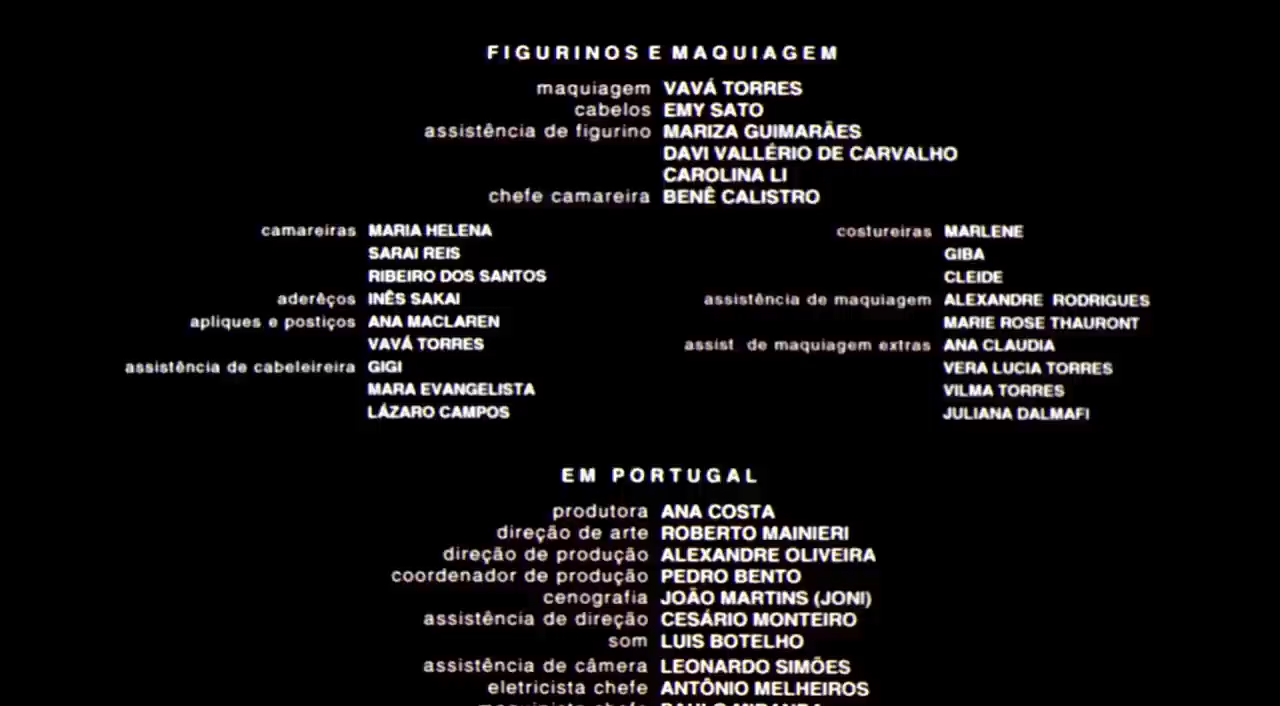 FIGURINOS E MAQUIAGEM
maquiagem VAVÁ TORRES
cabelos EMY SATO
assistência de figurino MARIZA GUIMARÃES
DAVI VALLÉRIO DE CARVALHO
CAROLINA LI
chefe camareira BENÊ CALISTRO
camareiras MARIA HELENA
SARAI REIS
RIBEIRO DOS SANTOS
aderêços INÊS SAKAI
apliques e postiços ANA MACLAREN
VAVÁ TORRES
assistência de cabeleireira GIGI
MARA EVANGELISTA
LÁZARO CAMPOS
costureiras MARLENE
GIBA
CLEIDE
assistência de maquiagem ALEXANDRE RODRIGUES
MARIE ROSE THAURONT
assist de maquiagem extras ANA CLAUDIA
VERA LUCIA TORRES
VILMA TORRES
JULIANA DALMAFI
EM PORTUGAL
produtora ANA COSTA
direção de arte ROBERTO MAINIERI
direção de produção ALEXANDRE OLIVEIRA
coordenador de produção PEDRO BENTO
cenografia JOÃO MARTINS (JONI)
assistência de direção CESÁRIO MONTEIRO
som LUIS BOTELHO
assistência de câmera LEONARDO SIMÕES
eletricista chefe ANTÔNIO MELHEIROS